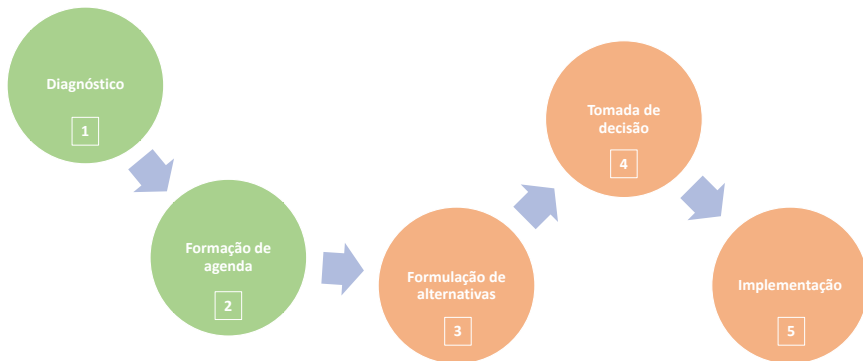 Diagnóstico
1
Formação de
agenda
2
Formulação de
alternativas
3
Tomada de
decisão
4
Implementação
5